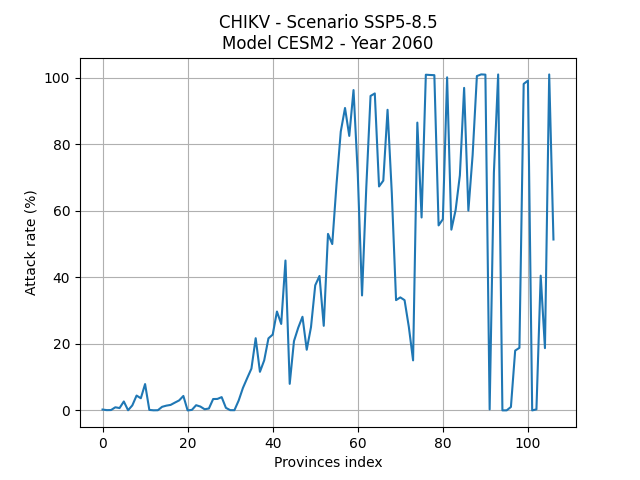 CHIKV - Scenario SSP5-8.5
Model CESM2 - Year 2060
Attack rate (%)
100
80
60
40
20
0
0 20 40 60 80 100
Provinces index